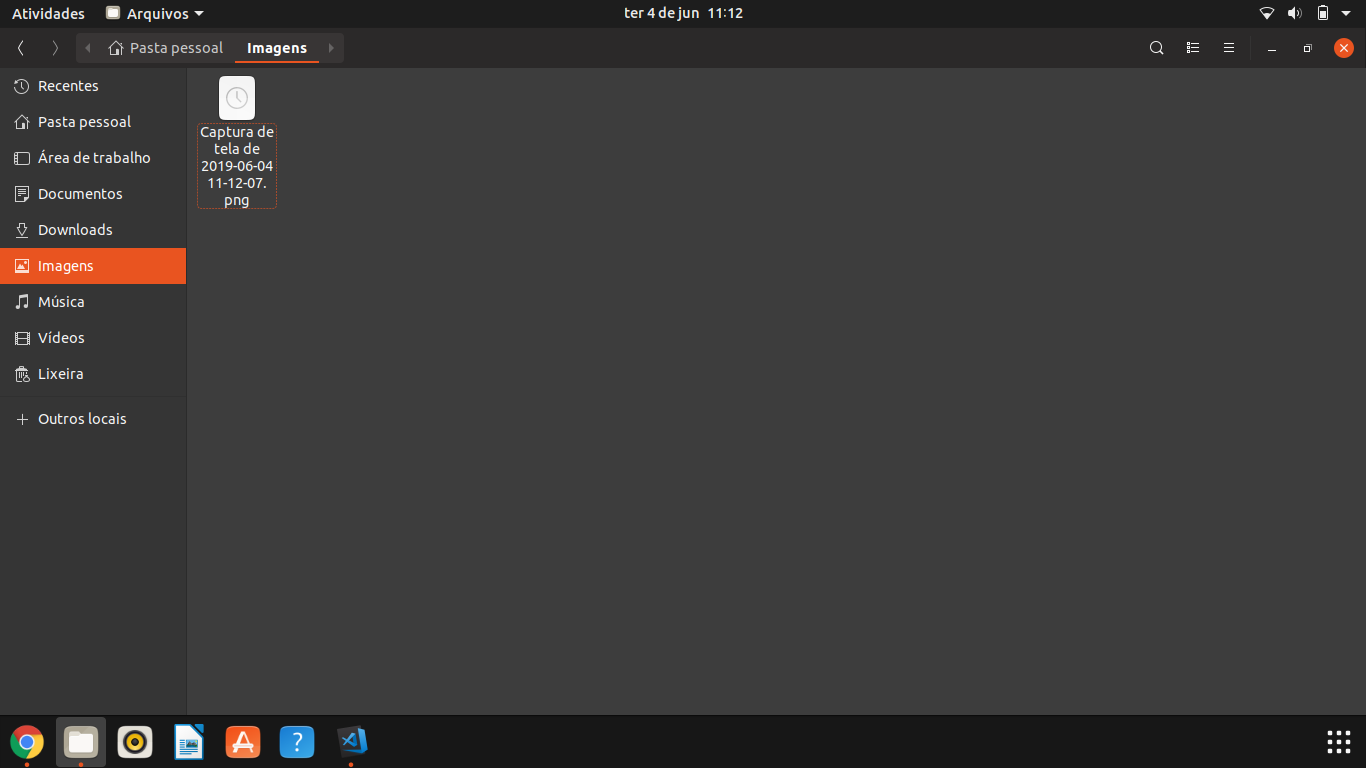 Atividades Arquivos ter 4 de jun 11:12
Pasta pessoal Imagens
Recentes
Pasta pessoal
Área de trabalho
Documentos
Downloads
Imagens
Música
Vídeos
Lixeira
Outros locais
Captura de
tela de
2019-06-04
11-12-07.
png